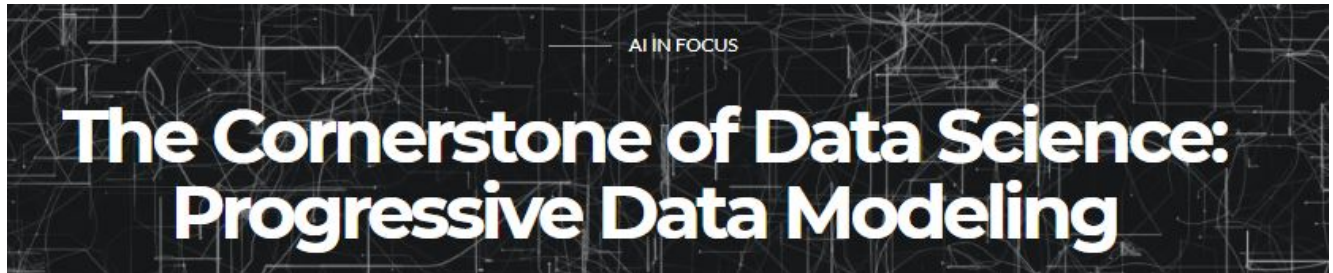 AI IN FOCUS
The Cornerstone of Data Science:
Progressive Data Modeling